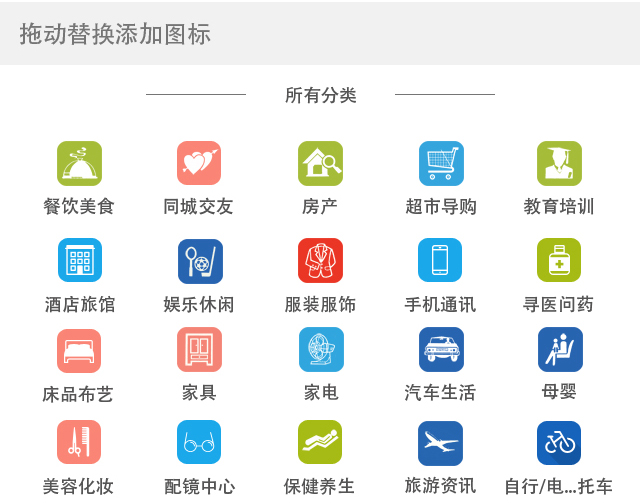 拖动替换添加图标
所有分类
餐饮美食 同城交友 房产 超市导购 教育培训
酒店旅馆 娱乐休闲 服装服饰 手机通讯 寻医问药
床品布艺 家具 家电 汽车生活 母婴
美容化妆 配镜中心 保健养生 旅游资讯 自行/电...托车